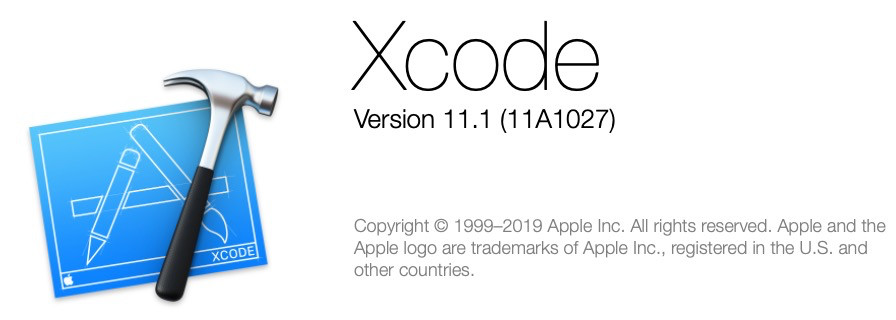 Xcode
Version 11.1 (11A1027)
Copyright © 1999–2019 Apple Inc. All rights reserved. Apple and the
Apple logo are trademarks of Apple Inc., registered in the U.S. and
other countries.
XCODE